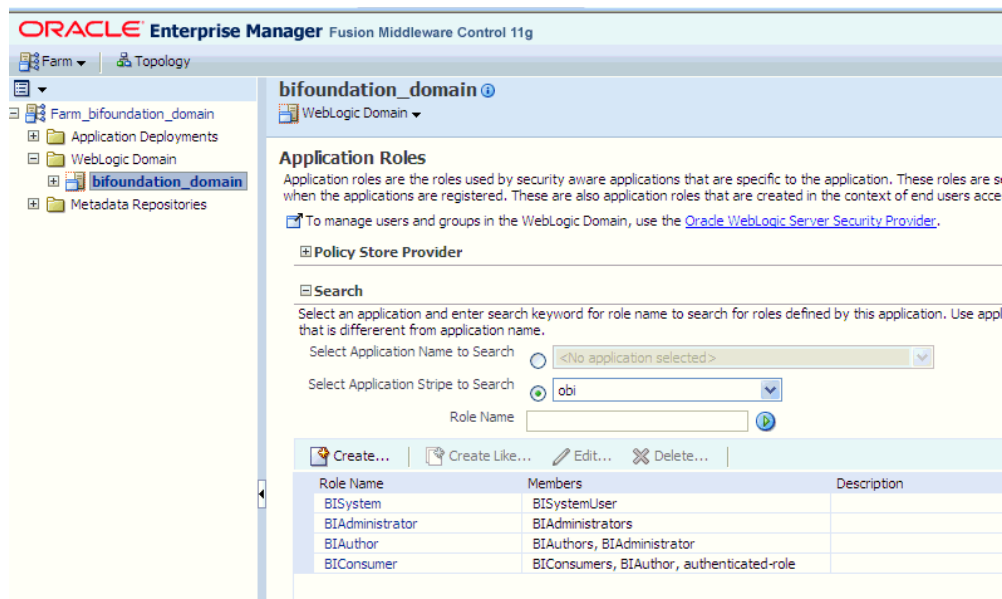 ORACLE Enterprise Manager Fusion Middleware Control 11g
Farm Topology
Farm_bifoundation_domain
Application Deployments
WebLogic Domain
bifoundation_domain
Metadata Repositories
bifoundation_domain
WebLogic Domain
Application Roles
Application roles are the roles used by security aware applications that are specific to the application. These roles are s
when the applications are registered. These are also application roles that are created in the context of end users acce
To manage users and groups in the WebLogic Domain, use the Oracle WebLogic Server Security Provider.
Policy Store Provider
Search
Select an application and enter search keyword for role name to search for roles defined by this application. Use appl
that is differerent from application name.
Select Application Name to Search <No application selected>
Select Application Stripe to Search obi
Role Name
Create... Create Like... Edit... Delete...
Role Name Members Description
BISystem BISystemUser
BIAdministrator BIAdministrators
BIAuthor BIAuthors, BIAdministrator
BIConsumer BIConsumers, BIAuthor, authenticated-role